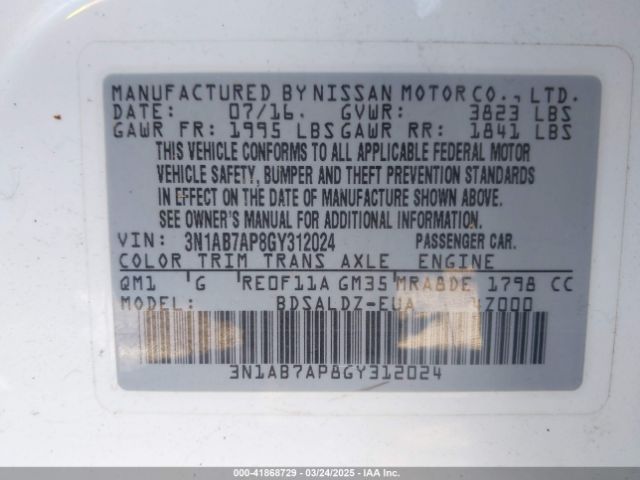 MANUFACTURED BY NISSAN MOTOR CO., LTD.
DATE: 07/16. GVWR: 3823 LBS
GAWR FR: 1995 LBS GAWR RR: 1841 LBS
THIS VEHICLE CONFORMS TO ALL APPLICABLE FEDERAL MOTOR
VEHICLE SAFETY, BUMPER AND THEFT PREVENTION STANDARDS
IN EFFECT ON THE DATE OF MANUFACTURE SHOWN ABOVE.
SEE OWNER'S MANUAL FOR ADDITIONAL INFORMATION.
VIN: 3N1AB7AP8GY312024 PASSENGER CAR.
COLOR TRIM TRANS AXLE ENGINE
QM1 G RE0F11A GM35 MRA8DE 1798 CC
MODEL: BDSALDZ-EUA
3N1AB7AP8GY312024
000-41868729 - 03/24/2025 - IAA Inc.